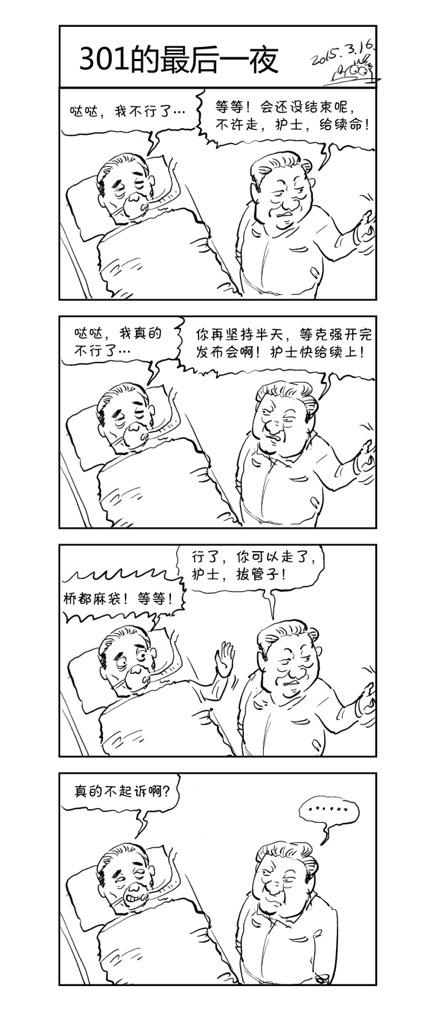 301的最后一夜
2015.3.16.
哒哒，我不行了…
等等！会还没结束呢，
不许走，护士，给续命！
哒哒，我真的
不行了…
你再坚持半天，等克强开完
发布会啊！护士快给续上！
行了，你可以走了，
护士，拔管子！
桥都麻袋！等等！
真的不起诉啊？
……